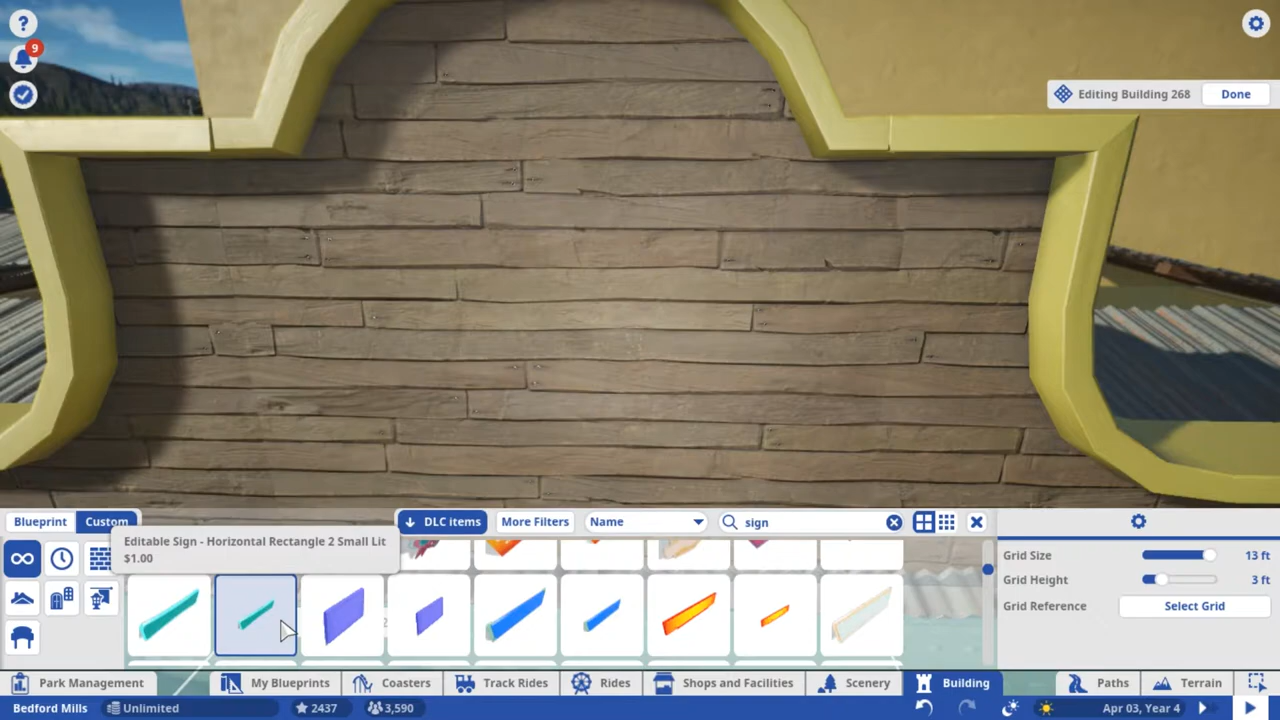 ?
9
Editing Building 268
Done
Blueprint
Custom
DLC items
More Filters
Name
sign
Editable Sign - Horizontal Rectangle 2 Small Lit
$1.00
Grid Size
13 ft
Grid Height
3 ft
Grid Reference
Select Grid
Park Management
My Blueprints
Coasters
Track Rides
Rides
Shops and Facilities
Scenery
Building
Paths
Terrain
Bedford Mills
Unlimited
2437
3,590
Apr 03, Year 4